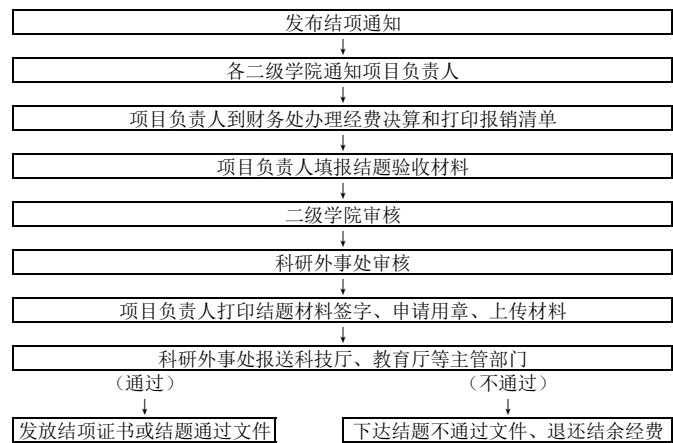 发布结项通知
各二级学院通知项目负责人
项目负责人到财务处办理经费决算和打印报销清单
项目负责人填报结题验收材料
二级学院审核
科研外事处审核
项目负责人打印结题材料签字、申请用章、上传材料
科研外事处报送科技厅、教育厅等主管部门
（通过）
（不通过）
发放结项证书或结题通过文件
下达结题不通过文件、退还结余经费